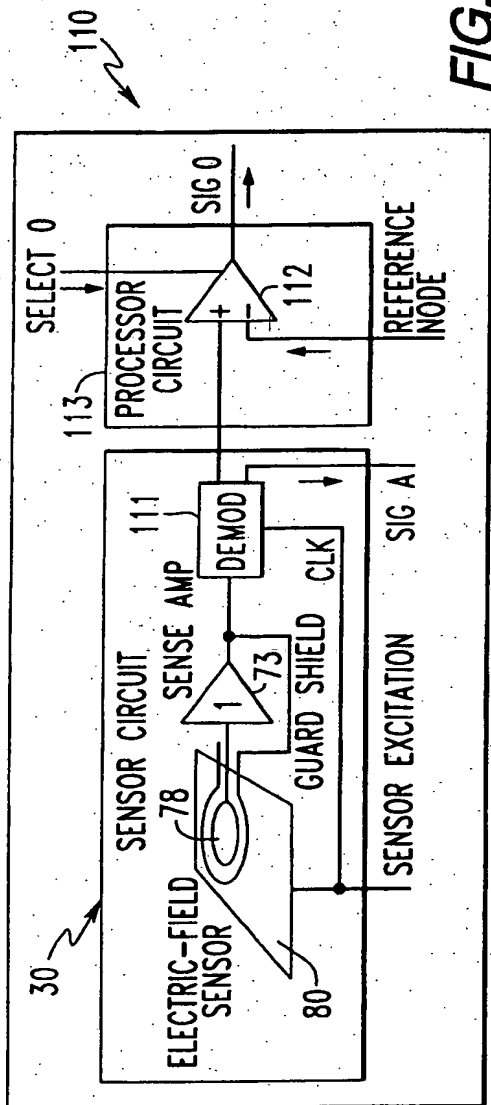 110
FIG.
SELECT 0
113
PROCESSOR
CIRCUIT
SIG 0
112
+
-
REFERENCE
NODE
30
SENSOR CIRCUIT
SENSE AMP
111
DEMOD
78
1
73
ELECTRIC-FIELD
SENSOR
GUARD SHIELD
CLK
SIG A
80
SENSOR EXCITATION